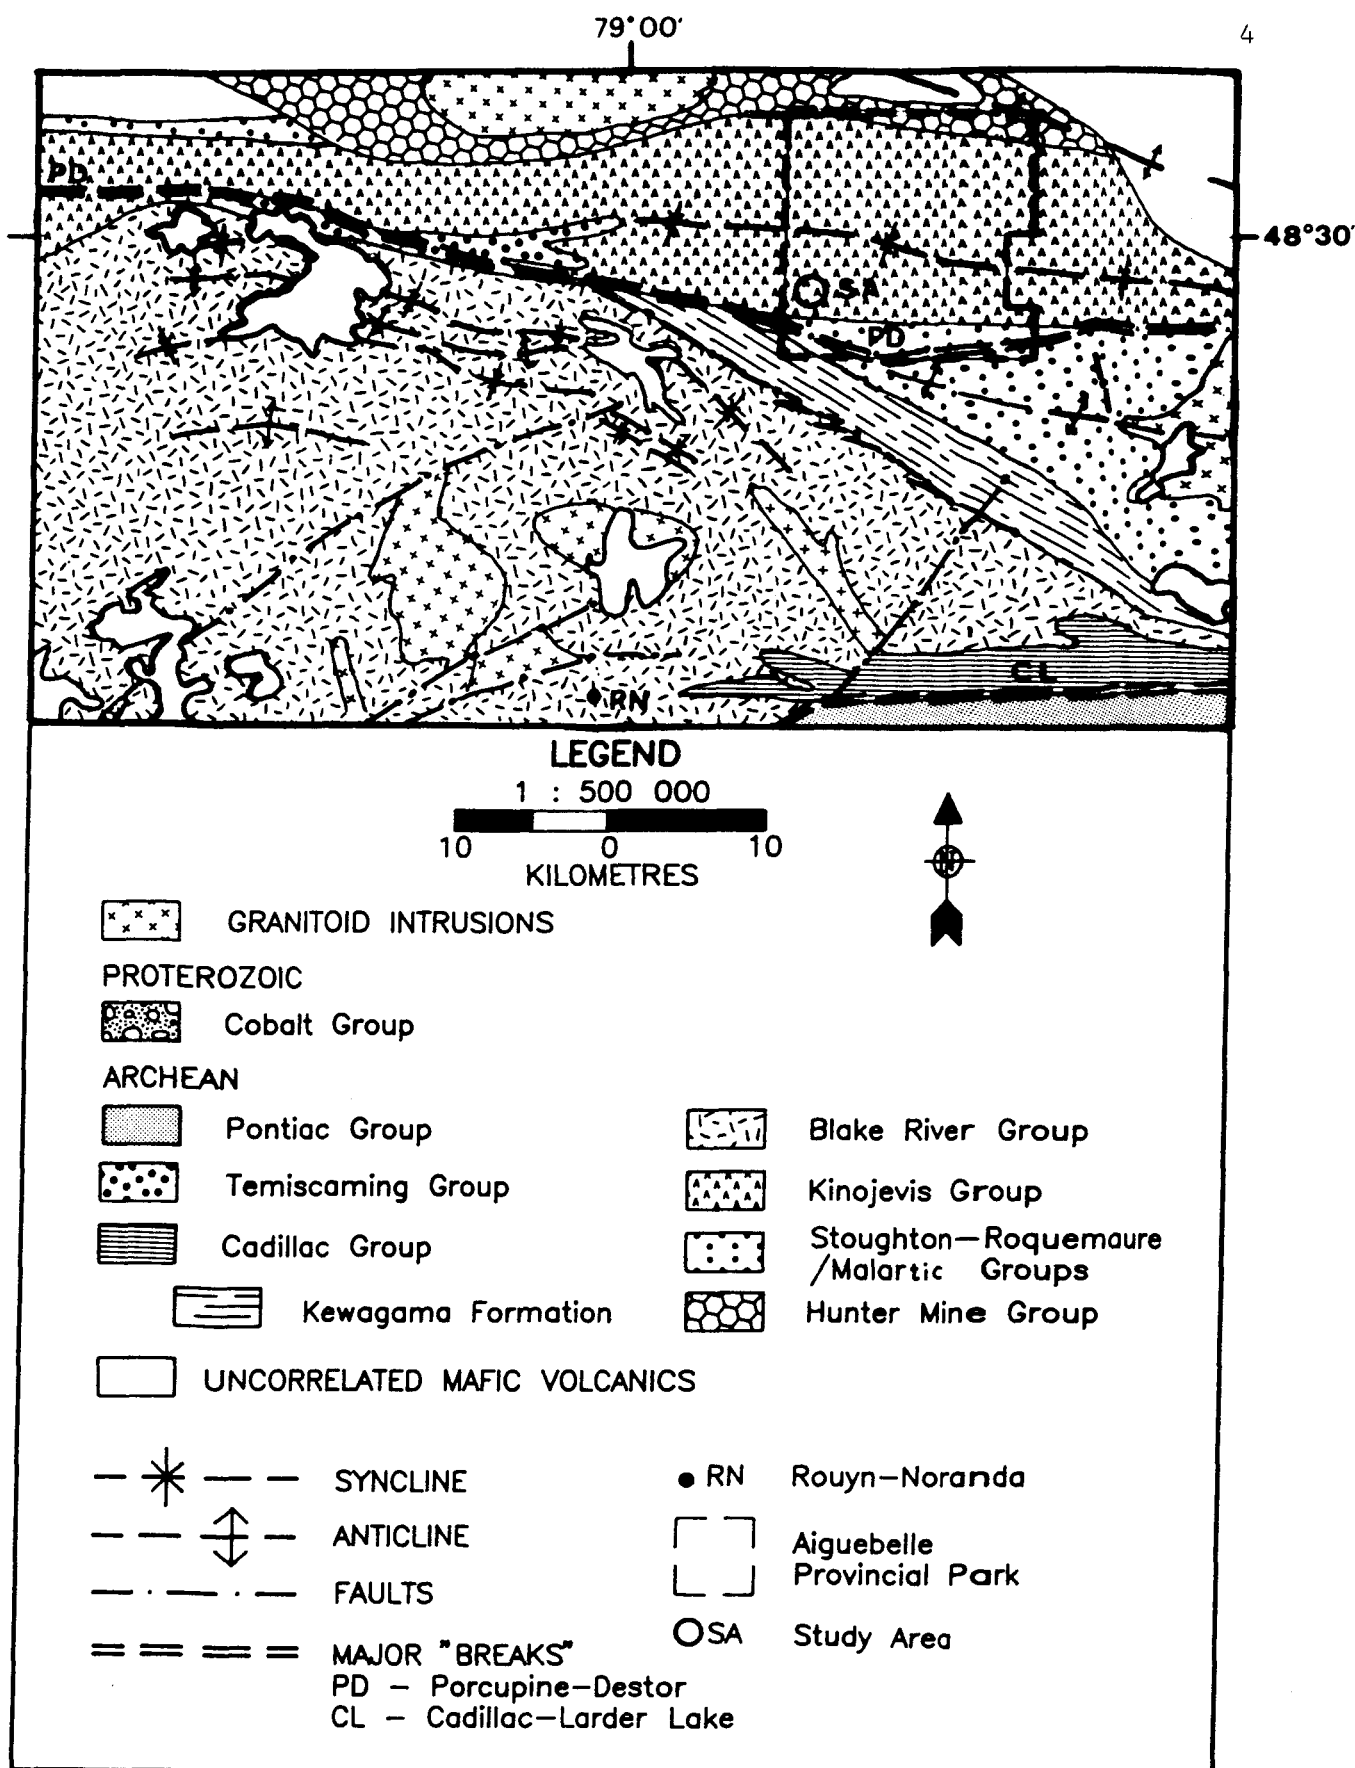 79°00'
4
PD
48°30'
SA
PD
CL
RN
LEGEND
1 : 500 000
10 0 10
KILOMETRES
N
GRANITOID INTRUSIONS
PROTEROZOIC
Cobalt Group
ARCHEAN
Pontiac Group
Temiscaming Group
Cadillac Group
Kewagama Formation
UNCORRELATED MAFIC VOLCANICS
Blake River Group
Kinojevis Group
Stoughton-Roquemaure
/Malartic Groups
Hunter Mine Group
SYNCLINE
ANTICLINE
FAULTS
MAJOR "BREAKS"
PD - Porcupine-Destor
CL - Cadillac-Larder Lake
RN Rouyn-Noranda
Aiguebelle
Provincial Park
SA Study Area